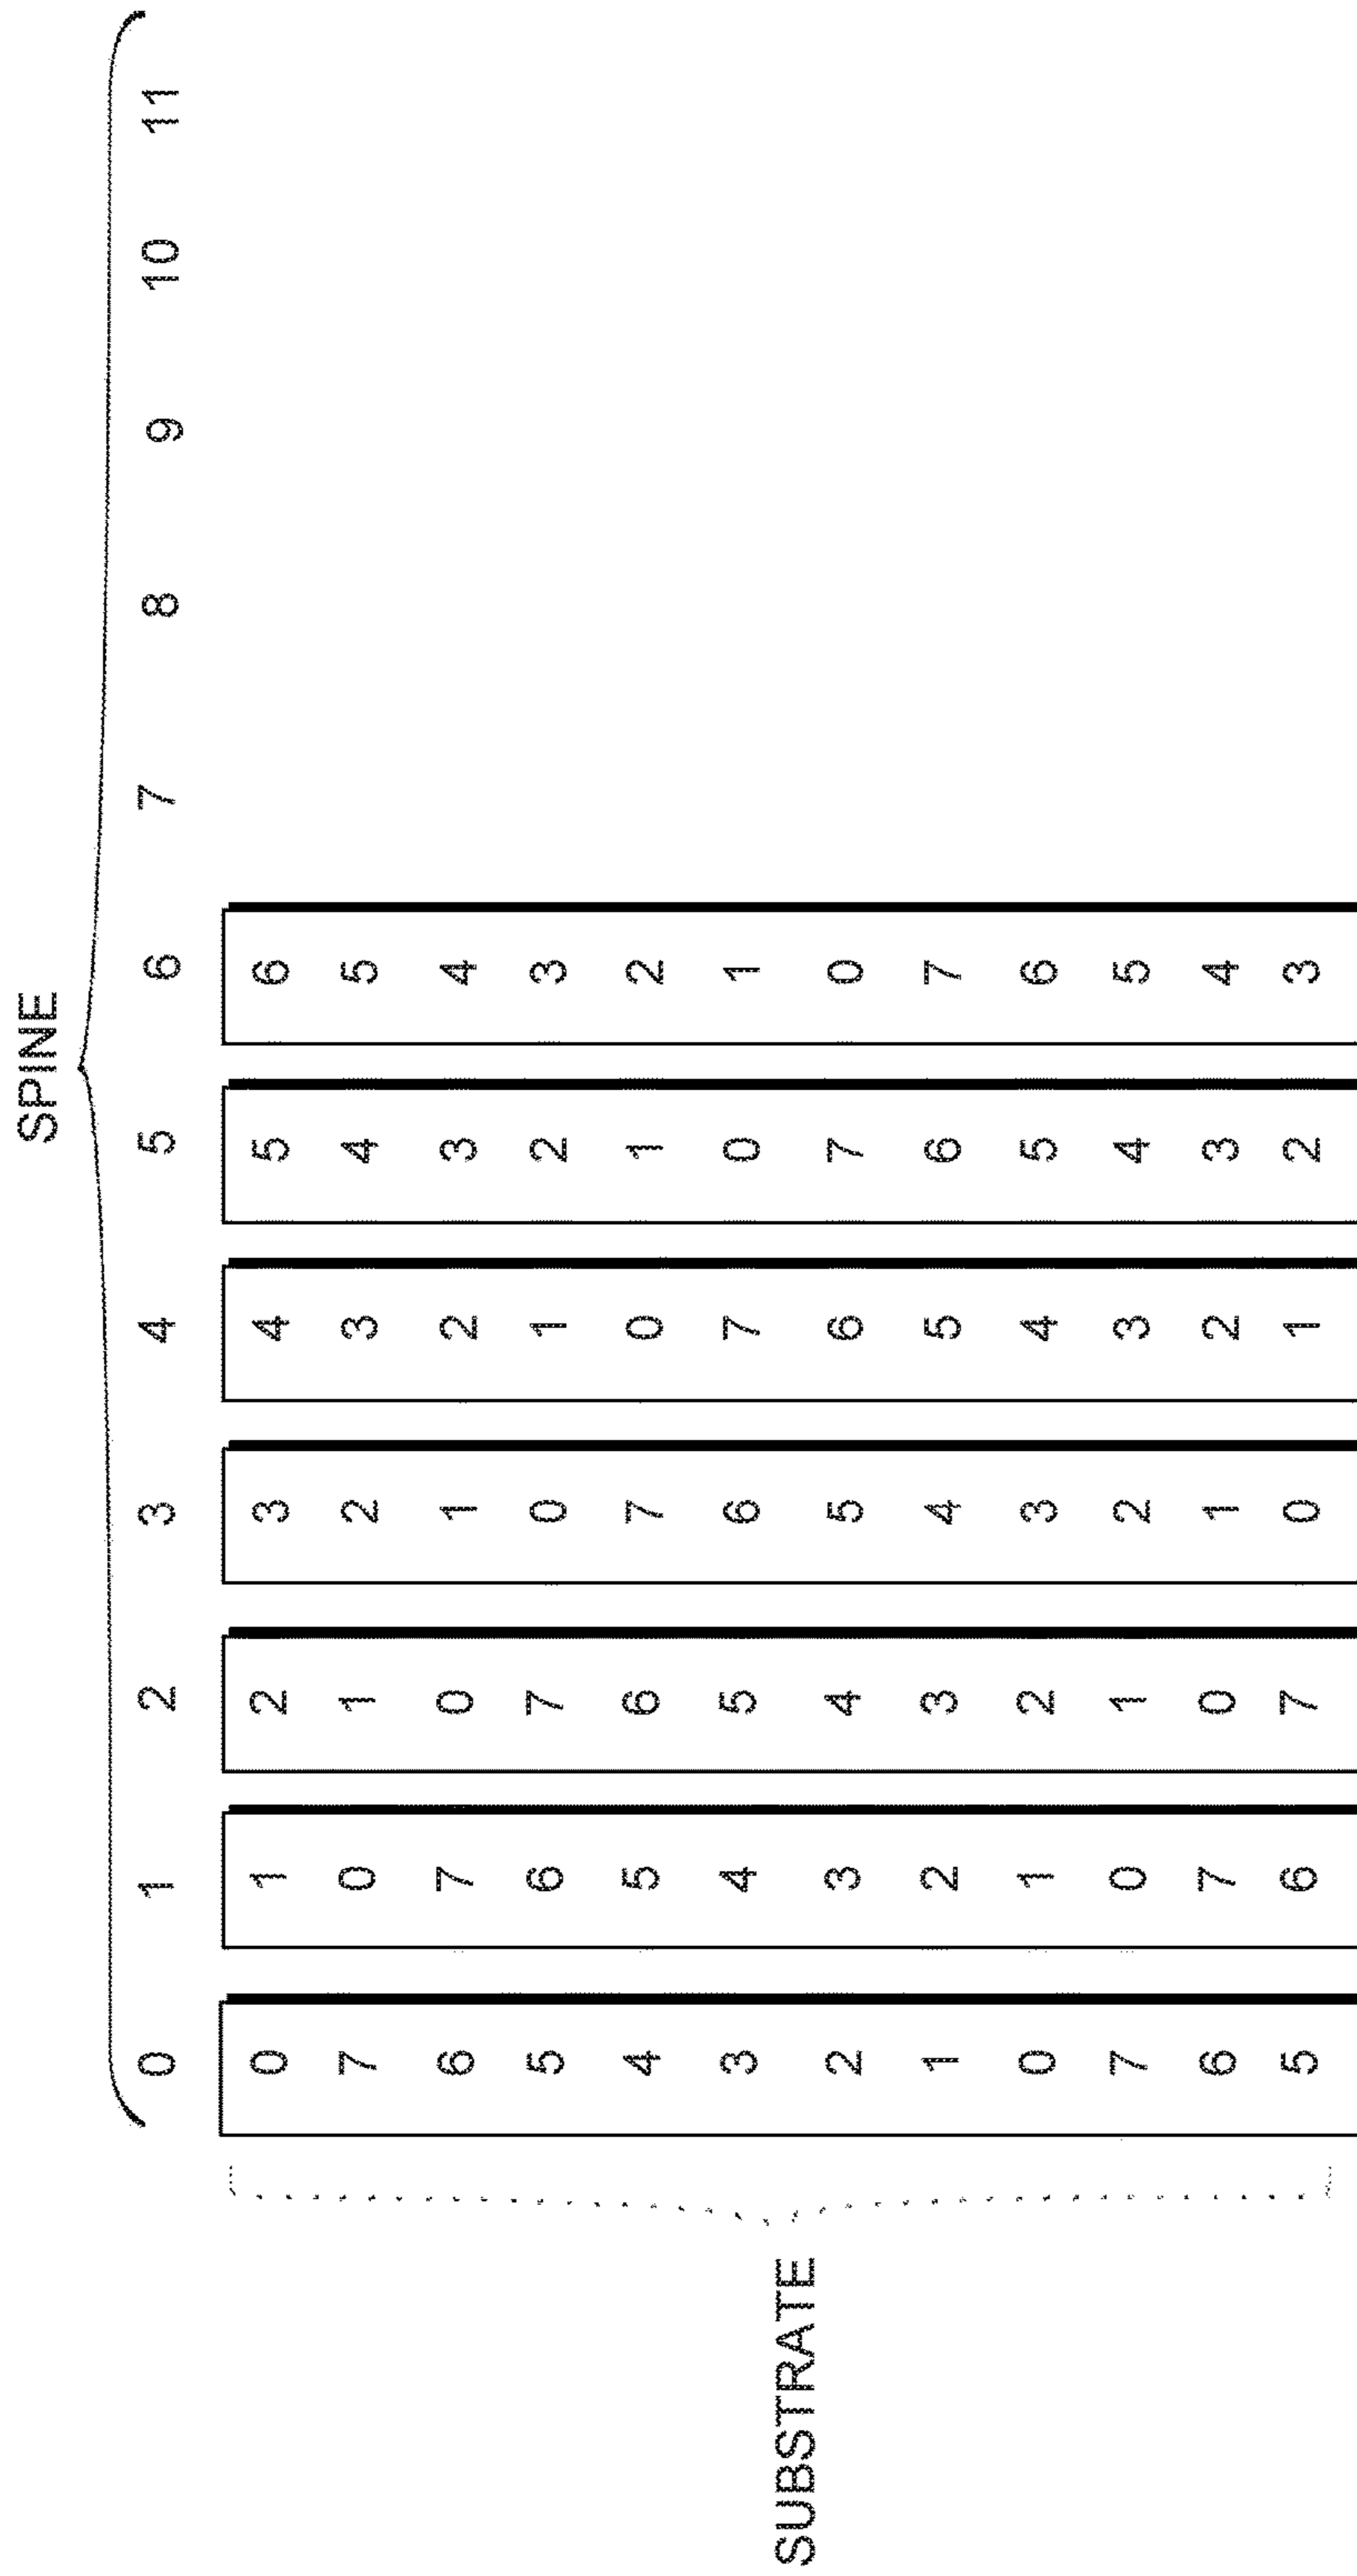 SPINE
0 1 2 3 4 5 6 7 8 9 10 11
0 1 2 3 4 5 6
7 0 1 2 3 4 5
6 7 0 1 2 3 4
5 6 7 0 1 2 3
4 5 6 7 0 1 2
3 4 5 6 7 0 1
SUBSTRATE
2 3 4 5 6 7 0
1 2 3 4 5 6 7
0 1 2 3 4 5 6
7 0 1 2 3 4 5
6 7 0 1 2 3 4
5 6 7 0 1 2 3